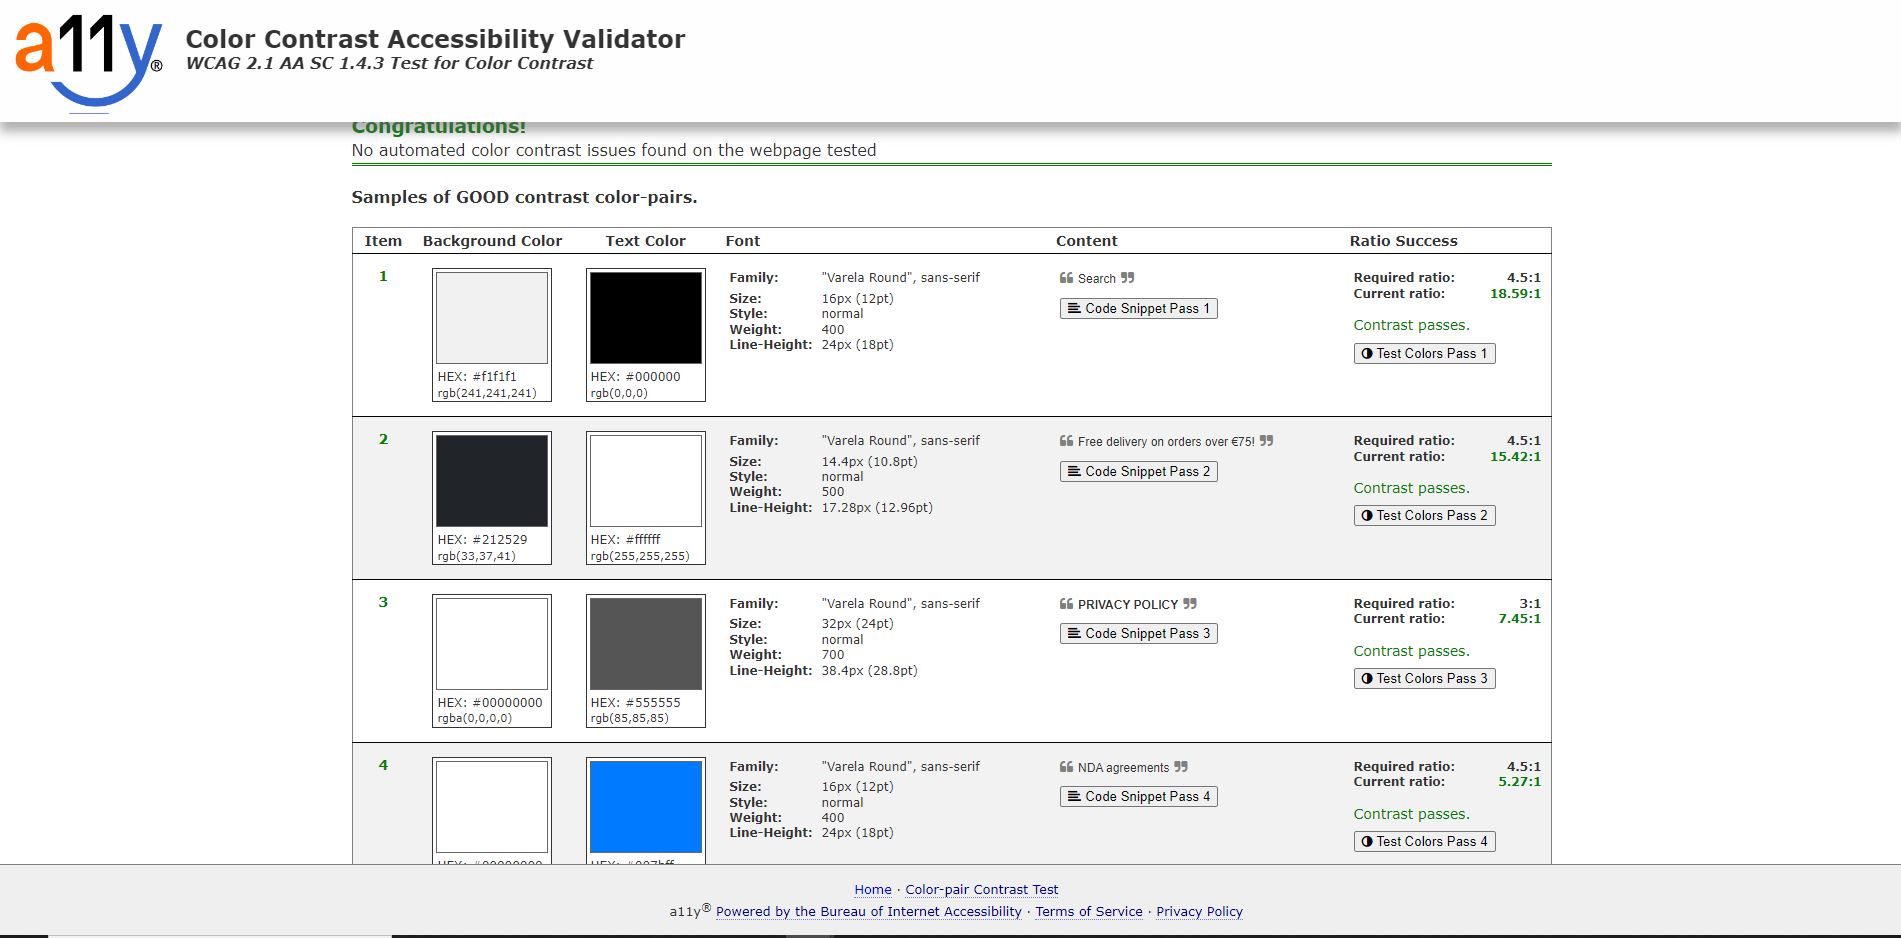 a11y®
Color Contrast Accessibility Validator
WCAG 2.1 AA SC 1.4.3 Test for Color Contrast
Congratulations!
No automated color contrast issues found on the webpage tested
Samples of GOOD contrast color-pairs.
Item Background Color Text Color Font Content Ratio Success
1
HEX: #f1f1f1
rgb(241,241,241)
HEX: #000000
rgb(0,0,0)
Family: "Varela Round", sans-serif
Size: 16px (12pt)
Style: normal
Weight: 400
Line-Height: 24px (18pt)
❝ Search ❞
Code Snippet Pass 1
Required ratio: 4.5:1
Current ratio: 18.59:1
Contrast passes.
Test Colors Pass 1
2
HEX: #212529
rgb(33,37,41)
HEX: #ffffff
rgb(255,255,255)
Family: "Varela Round", sans-serif
Size: 14.4px (10.8pt)
Style: normal
Weight: 500
Line-Height: 17.28px (12.96pt)
❝ Free delivery on orders over €75! ❞
Code Snippet Pass 2
Required ratio: 4.5:1
Current ratio: 15.42:1
Contrast passes.
Test Colors Pass 2
3
HEX: #00000000
rgba(0,0,0,0)
HEX: #555555
rgb(85,85,85)
Family: "Varela Round", sans-serif
Size: 32px (24pt)
Style: normal
Weight: 700
Line-Height: 38.4px (28.8pt)
❝ PRIVACY POLICY ❞
Code Snippet Pass 3
Required ratio: 3:1
Current ratio: 7.45:1
Contrast passes.
Test Colors Pass 3
4
HEX: #00000000
HEX: #007bff
Family: "Varela Round", sans-serif
Size: 16px (12pt)
Style: normal
Weight: 400
Line-Height: 24px (18pt)
❝ NDA agreements ❞
Code Snippet Pass 4
Required ratio: 4.5:1
Current ratio: 5.27:1
Contrast passes.
Test Colors Pass 4
Home · Color-pair Contrast Test
a11y® Powered by the Bureau of Internet Accessibility · Terms of Service · Privacy Policy